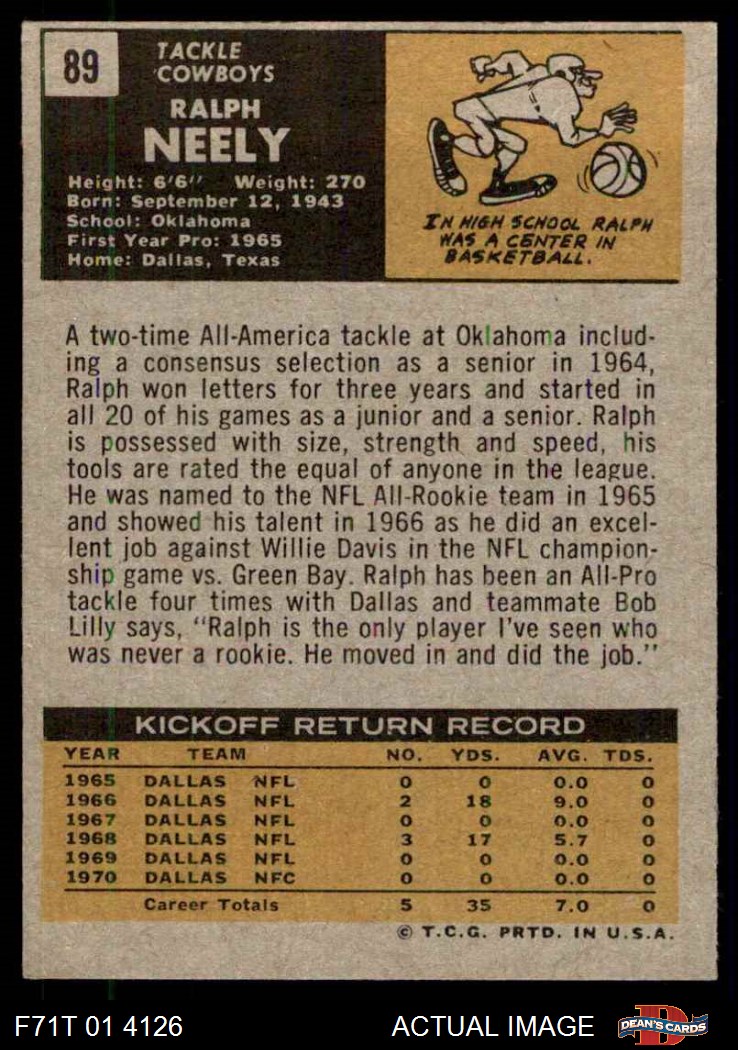 89
TACKLE
COWBOYS
RALPH
NEELY
Height: 6'6" Weight: 270
Born: September 12, 1943
School: Oklahoma
First Year Pro: 1965
Home: Dallas, Texas
IN HIGH SCHOOL RALPH
WAS A CENTER IN
BASKETBALL.
A two-time All-America tackle at Oklahoma includ-
ing a consensus selection as a senior in 1964,
Ralph won letters for three years and started in
all 20 of his games as a junior and a senior. Ralph
is possessed with size, strength and speed, his
tools are rated the equal of anyone in the league.
He was named to the NFL All-Rookie team in 1965
and showed his talent in 1966 as he did an excel-
lent job against Willie Davis in the NFL champion-
ship game vs. Green Bay. Ralph has been an All-Pro
tackle four times with Dallas and teammate Bob
Lilly says, "Ralph is the only player I've seen who
was never a rookie. He moved in and did the job."
KICKOFF RETURN RECORD
YEAR TEAM NO. YDS. AVG. TDS.
1965 DALLAS NFL 0 0 0.0 0
1966 DALLAS NFL 2 18 9.0 0
1967 DALLAS NFL 0 0 0.0 0
1968 DALLAS NFL 3 17 5.7 0
1969 DALLAS NFL 0 0 0.0 0
1970 DALLAS NFC 0 0 0.0 0
Career Totals 5 35 7.0 0
© T.C.G. PRTD. IN U.S.A.
F71T 01 4126 ACTUAL IMAGE D DEAN'S CARDS